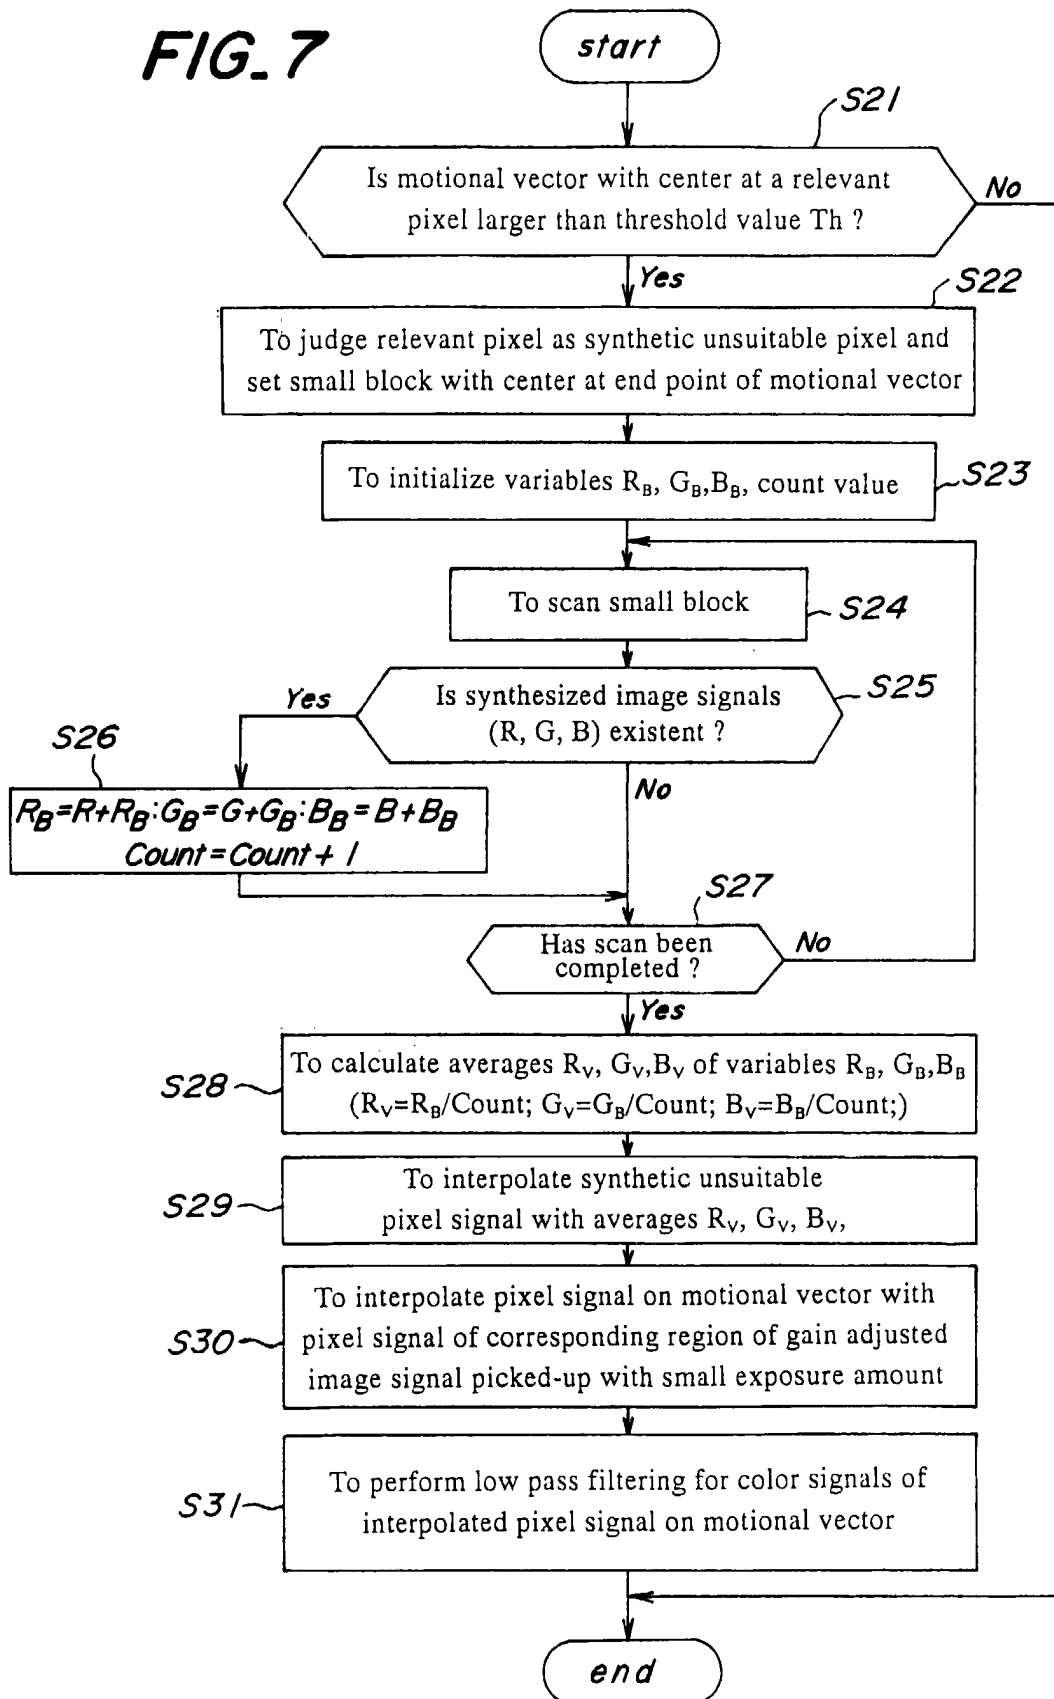 FIG_7
start
S21
Is motional vector with center at a relevant
pixel larger than threshold value Th ?
No
Yes
S22
To judge relevant pixel as synthetic unsuitable pixel and
set small block with center at end point of motional vector
To initialize variables R_B, G_B,B_B, count value
S23
To scan small block
S24
Is synthesized image signals
(R, G, B) existent ?
S25
Yes
No
S26
R_B=R+R_B:G_B=G+G_B:B_B=B+B_B
Count=Count+1
S27
Has scan been
completed ?
No
Yes
S28
To calculate averages R_V, G_V,B_V of variables R_B, G_B,B_B
(R_V=R_B/Count; G_V=G_B/Count; B_V=B_B/Count;)
S29
To interpolate synthetic unsuitable
pixel signal with averages R_V, G_V, B_V,
S30
To interpolate pixel signal on motional vector with
pixel signal of corresponding region of gain adjusted
image signal picked-up with small exposure amount
S31
To perform low pass filtering for color signals of
interpolated pixel signal on motional vector
end